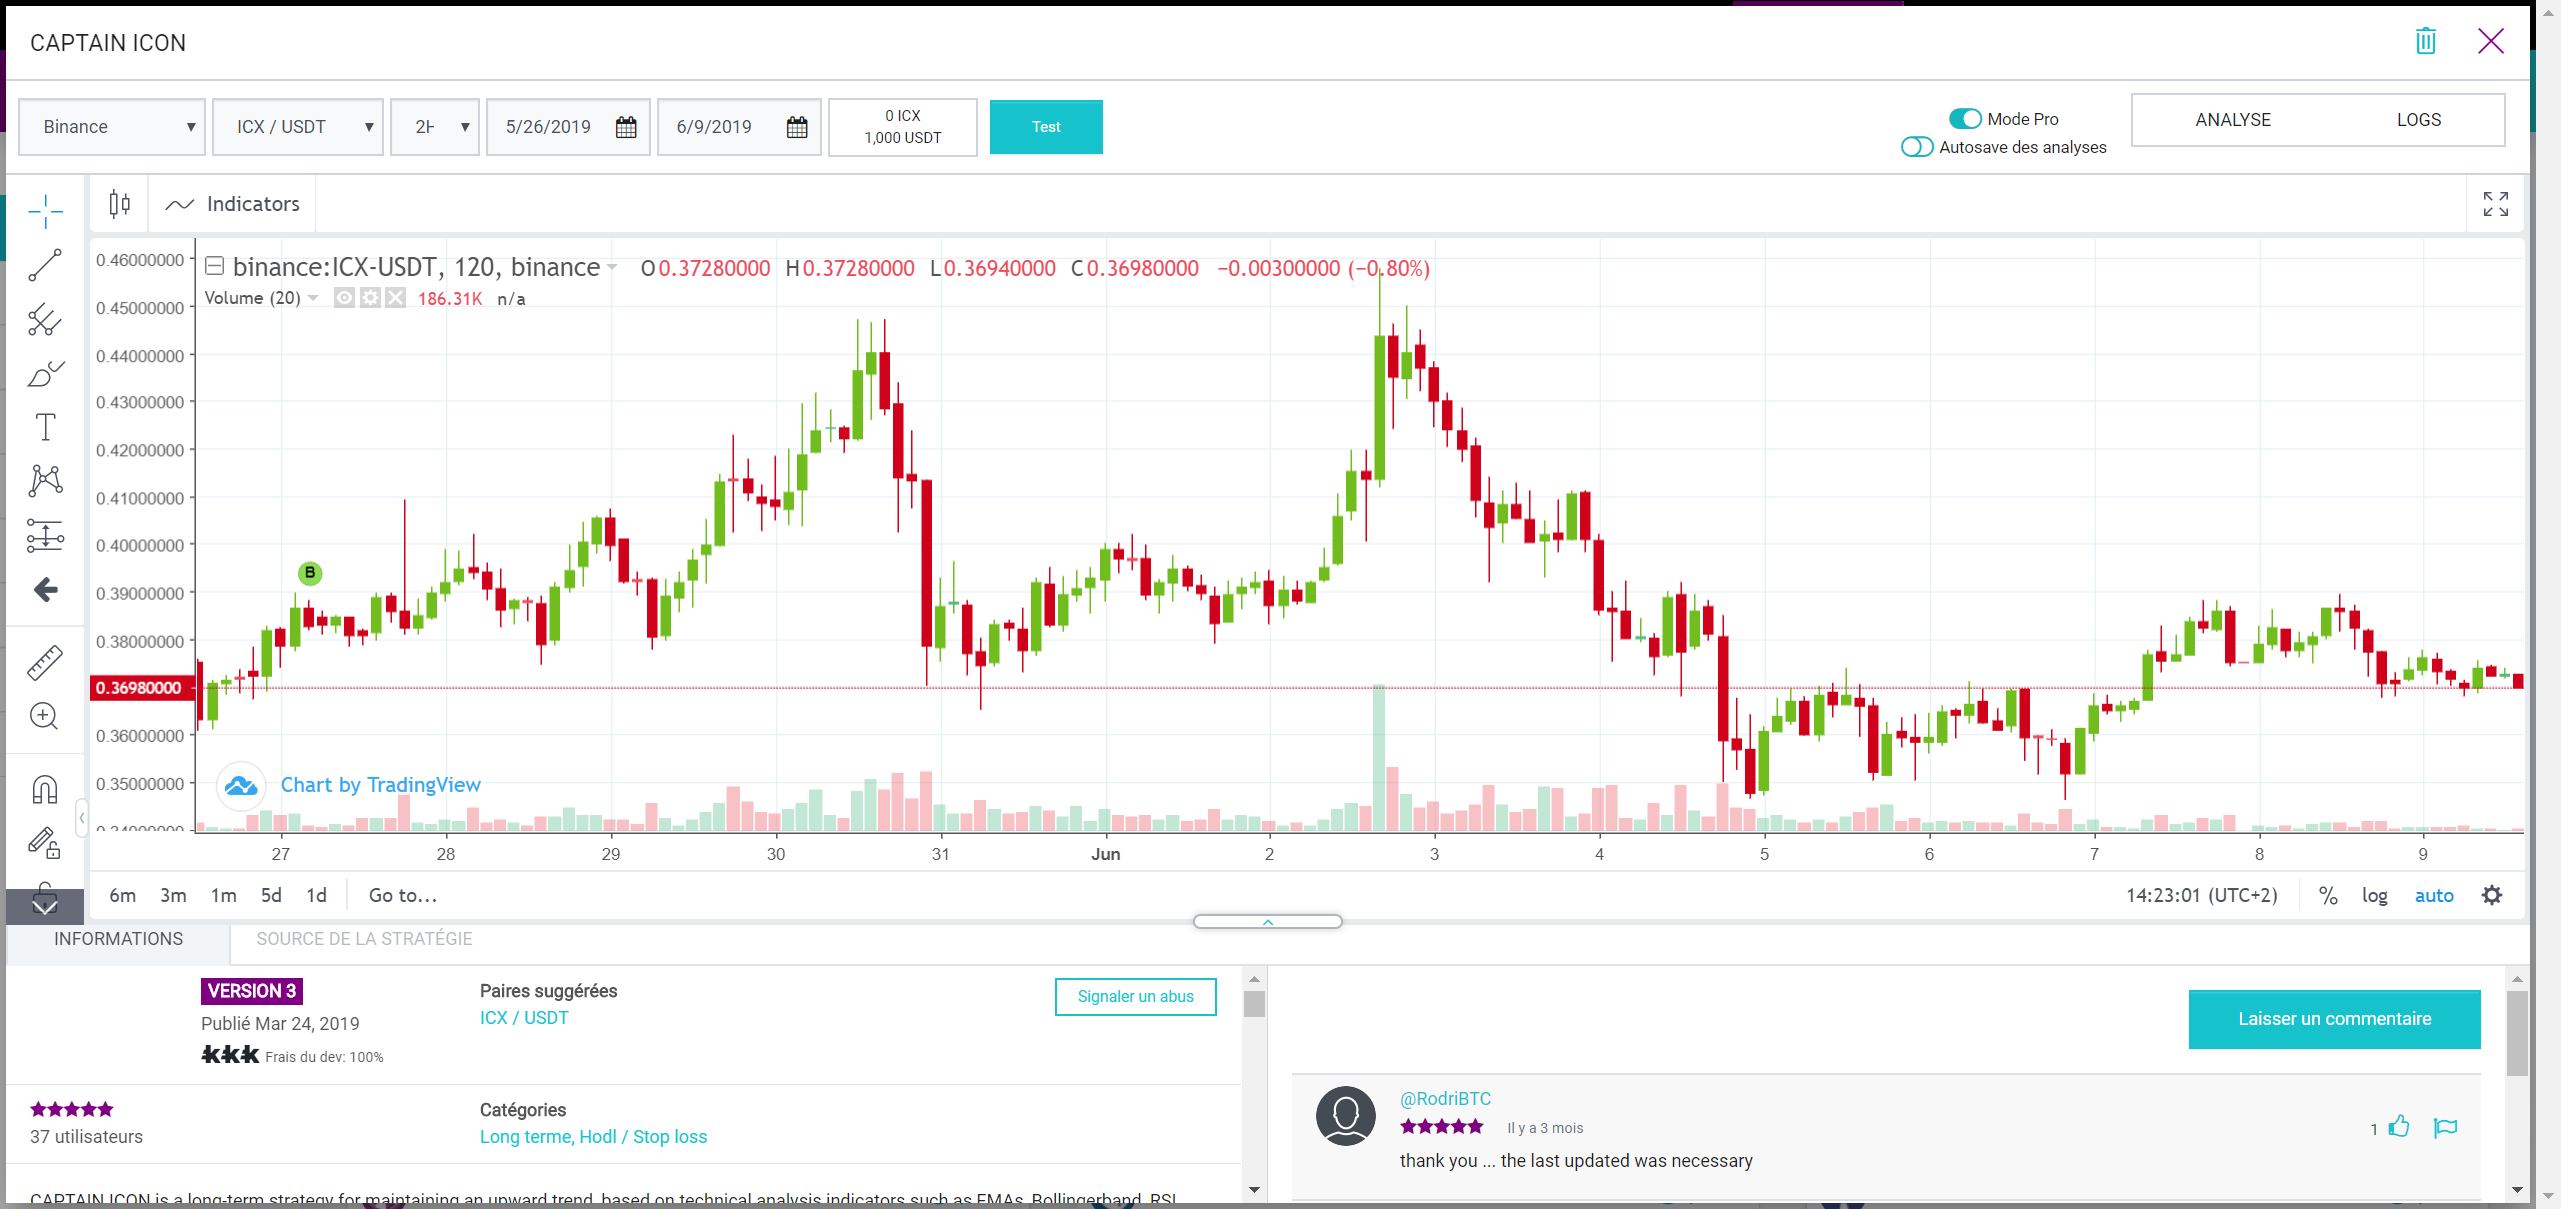 CAPTAIN ICON
Binance
ICX / USDT
5/26/2019
6/9/2019
0 ICX
1,000 USDT
Test
Mode Pro
Autosave des analyses
ANALYSE
LOGS
Indicators
binance:ICX-USDT, 120, binance O0.37280000 H0.37280000 L0.36940000 C0.36980000 −0.00300000 (−0.80%)
Volume (20) 186.31K n/a
0.46000000
0.45000000
0.44000000
0.43000000
0.42000000
0.41000000
0.40000000
0.39000000
0.38000000
0.36980000
0.36000000
0.35000000
B
Chart by TradingView
27 28 29 30 31 Jun 2 3 4 5 6 7 8 9
6m 3m 1m 5d 1d Go to...
14:23:01 (UTC+2) % log auto
INFORMATIONS
SOURCE DE LA STRATÉGIE
VERSION 3
Publié Mar 24, 2019
Frais du dev: 100%
Paires suggérées
ICX / USDT
Signaler un abus
37 utilisateurs
Catégories
Long terme, Hodl / Stop loss
CAPTAIN ICON is a long-term strategy for maintaining an upward trend, based on technical analysis indicators such as EMAs, Bollingerband, RSI
Laisser un commentaire
@RodriBTC
Il y a 3 mois
1
thank you ... the last updated was necessary